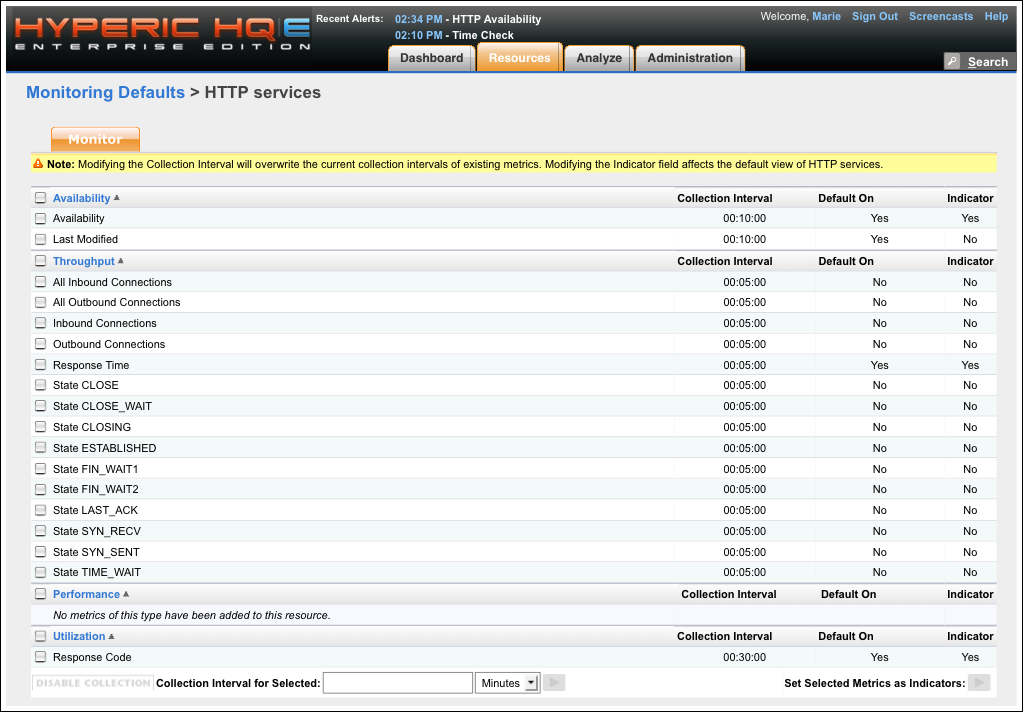 HYPERIC HQ|E Recent Alerts: 02:34 PM - HTTP Availability Welcome, Marie Sign Out Screencasts Help
ENTERPRISE EDITION 02:10 PM - Time Check
Dashboard Resources Analyze Administration Search
Monitoring Defaults > HTTP services
Monitor
Note: Modifying the Collection Interval will overwrite the current collection intervals of existing metrics. Modifying the Indicator field affects the default view of HTTP services.
Availability Collection Interval Default On Indicator
Availability 00:10:00 Yes Yes
Last Modified 00:10:00 Yes No
Throughput Collection Interval Default On Indicator
All Inbound Connections 00:05:00 No No
All Outbound Connections 00:05:00 No No
Inbound Connections 00:05:00 No No
Outbound Connections 00:05:00 No No
Response Time 00:05:00 Yes Yes
State CLOSE 00:05:00 No No
State CLOSE_WAIT 00:05:00 No No
State CLOSING 00:05:00 No No
State ESTABLISHED 00:05:00 No No
State FIN_WAIT1 00:05:00 No No
State FIN_WAIT2 00:05:00 No No
State LAST_ACK 00:05:00 No No
State SYN_RECV 00:05:00 No No
State SYN_SENT 00:05:00 No No
State TIME_WAIT 00:05:00 No No
Performance Collection Interval Default On Indicator
No metrics of this type have been added to this resource.
Utilization Collection Interval Default On Indicator
Response Code 00:30:00 Yes Yes
DISABLE COLLECTION Collection Interval for Selected: Minutes Set Selected Metrics as Indicators: